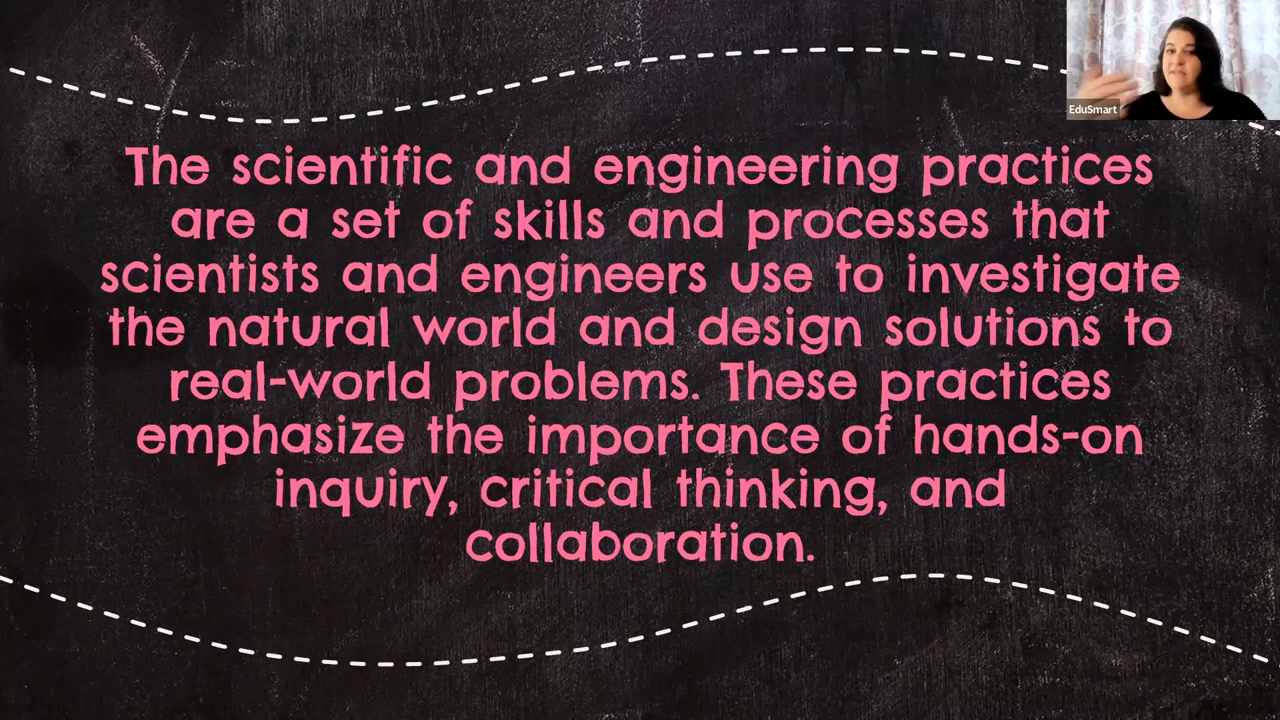 EduSmart
The scientific and engineering practices
are a set of skills and processes that
scientists and engineers use to investigate
the natural world and design solutions to
real-world problems. These practices
emphasize the importance of hands-on
inquiry, critical thinking, and
collaboration.